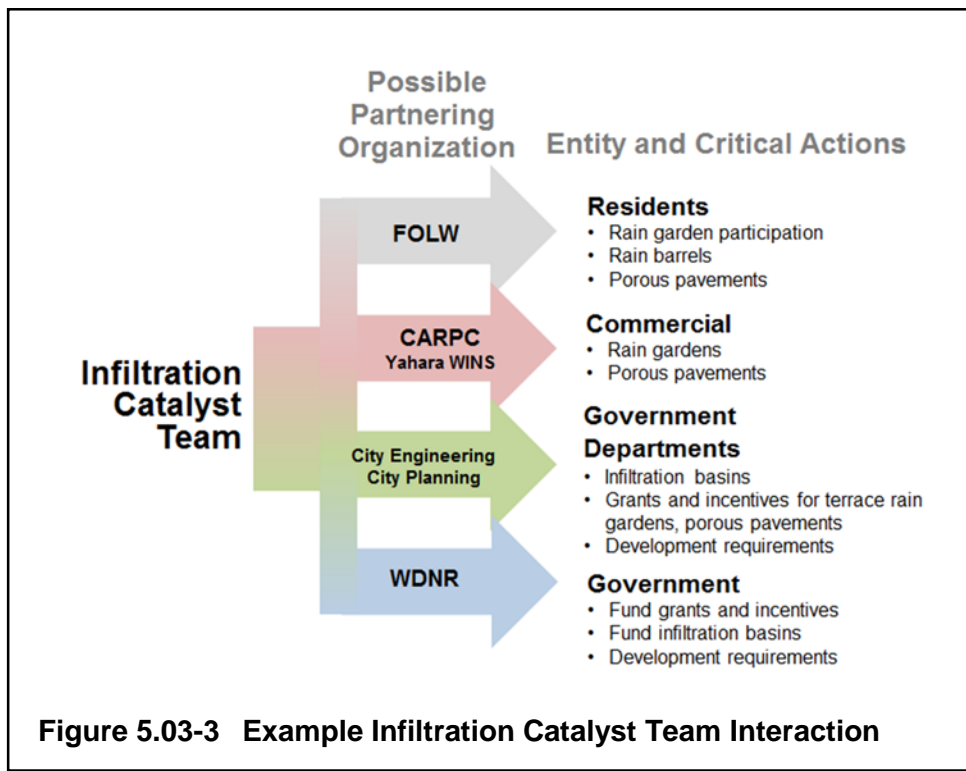 Possible
Partnering
Organization
Entity and Critical Actions
Infiltration
Catalyst
Team
FOLW
Residents
• Rain garden participation
• Rain barrels
• Porous pavements
CARPC
Yahara WINS
Commercial
• Rain gardens
• Porous pavements
City Engineering
City Planning
Government
Departments
• Infiltration basins
• Grants and incentives for terrace rain
gardens, porous pavements
• Development requirements
WDNR
Government
• Fund grants and incentives
• Fund infiltration basins
• Development requirements
Figure 5.03-3 Example Infiltration Catalyst Team Interaction